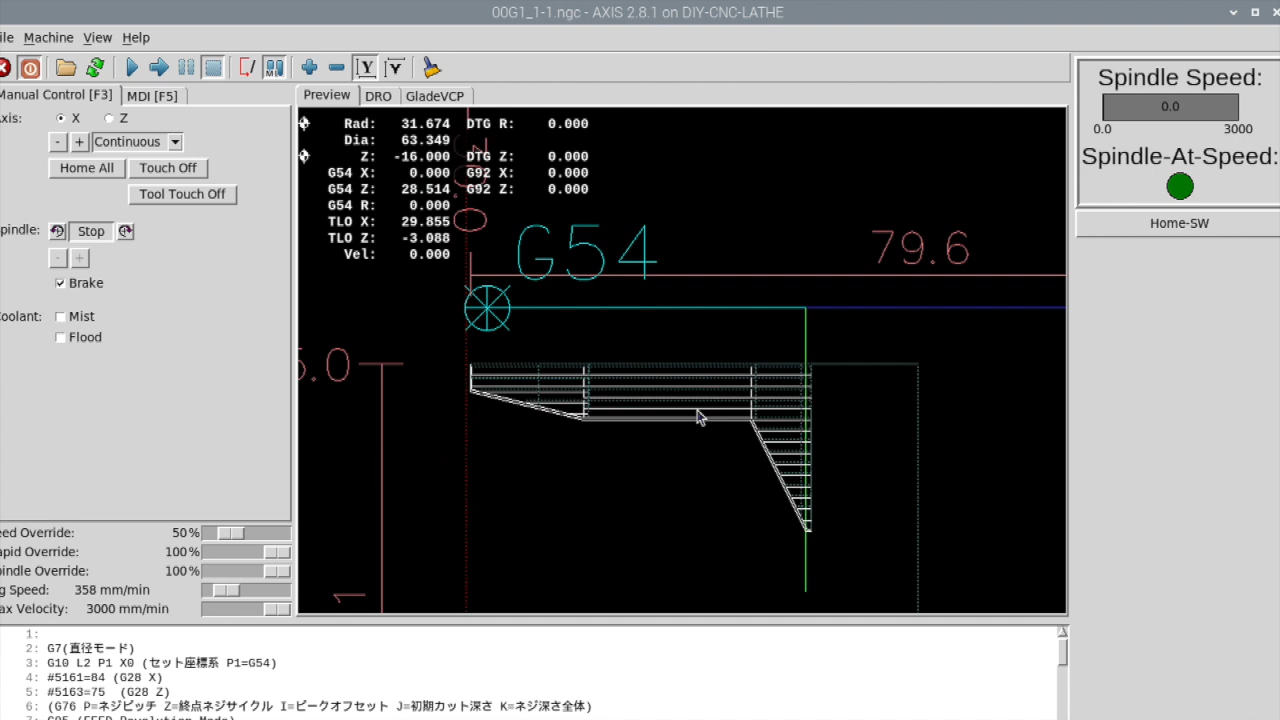 00G1_1-1.ngc - AXIS 2.8.1 on DIY-CNC-LATHE
ile Machine View Help
Manual Control [F3] MDI [F5]
Axis: X Z
- + Continuous
Home All Touch Off
Tool Touch Off
pindle: Stop
- +
Brake
Coolant: Mist
Flood
eed Override: 50 %
apid Override: 100 %
pindle Override: 100 %
g Speed: 358 mm/min
ax Velocity: 3000 mm/min
Preview DRO GladeVCP
Rad: 31.674 DTG R: 0.000
Dia: 63.349
Z: -16.000 DTG Z: 0.000
G54 X: 0.000 G92 X: 0.000
G54 Z: 28.514 G92 Z: 0.000
G54 R: 0.000
TLO X: 29.855
TLO Z: -3.088
Vel: 0.000
G54
79.6
5.0
Spindle Speed:
0.0
0.0 3000
Spindle-At-Speed:
Home-SW
1:
2: G7(直径モード)
3: G10 L2 P1 X0 (セット座標系 P1=G54)
4: #5161=84 (G28 X)
5: #5163=75 (G28 Z)
6: (G76 P=ネジピッチ Z=終点ネジサイクル I=ピークオフセット J=初期カット深さ K=ネジ深さ全体)